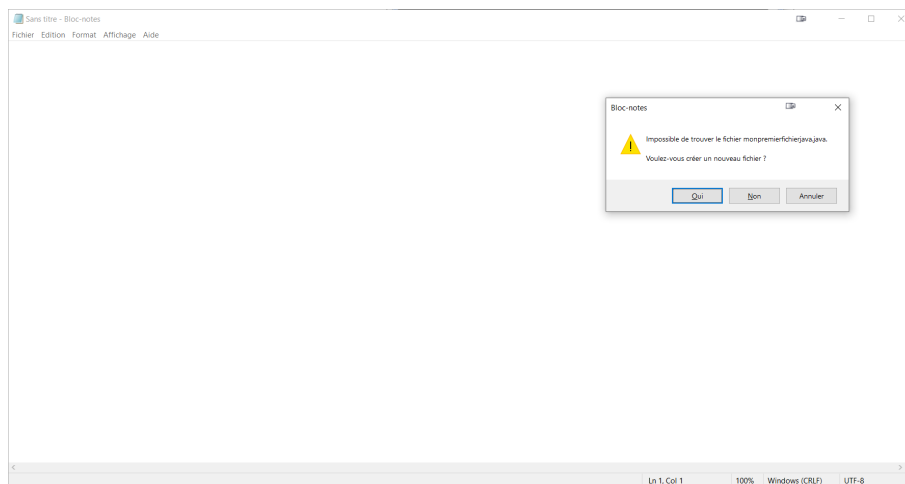 Sans titre - Bloc-notes
Fichier Edition Format Affichage Aide
Bloc-notes
Impossible de trouver le fichier monpremierfichierjava.java.
Voulez-vous créer un nouveau fichier ?
Oui Non Annuler
Ln 1, Col 1 100% Windows (CRLF) UTF-8